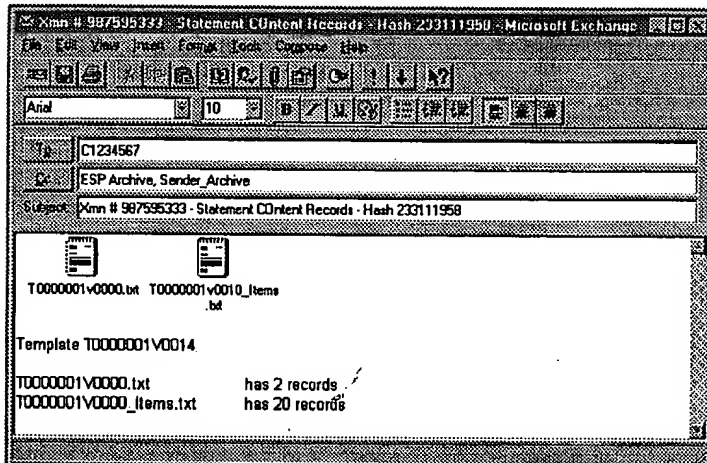 Xmn # 987595333 - Statement COntent Records - Hash 233111958 - Microsoft Exchange
File Edit View Insert Format Tools Compose Help
Arial 10 B I U
To C1234567
Cc ESP Archive, Sender_Archive
Subject: Xmn # 987595333 - Statement COntent Records - Hash 233111958
T0000001v0000.txt T0000001v0010_Items
.txt
Template T0000001V0014
T0000001V0000.txt has 2 records
T0000001V0000_Items.txt has 20 records